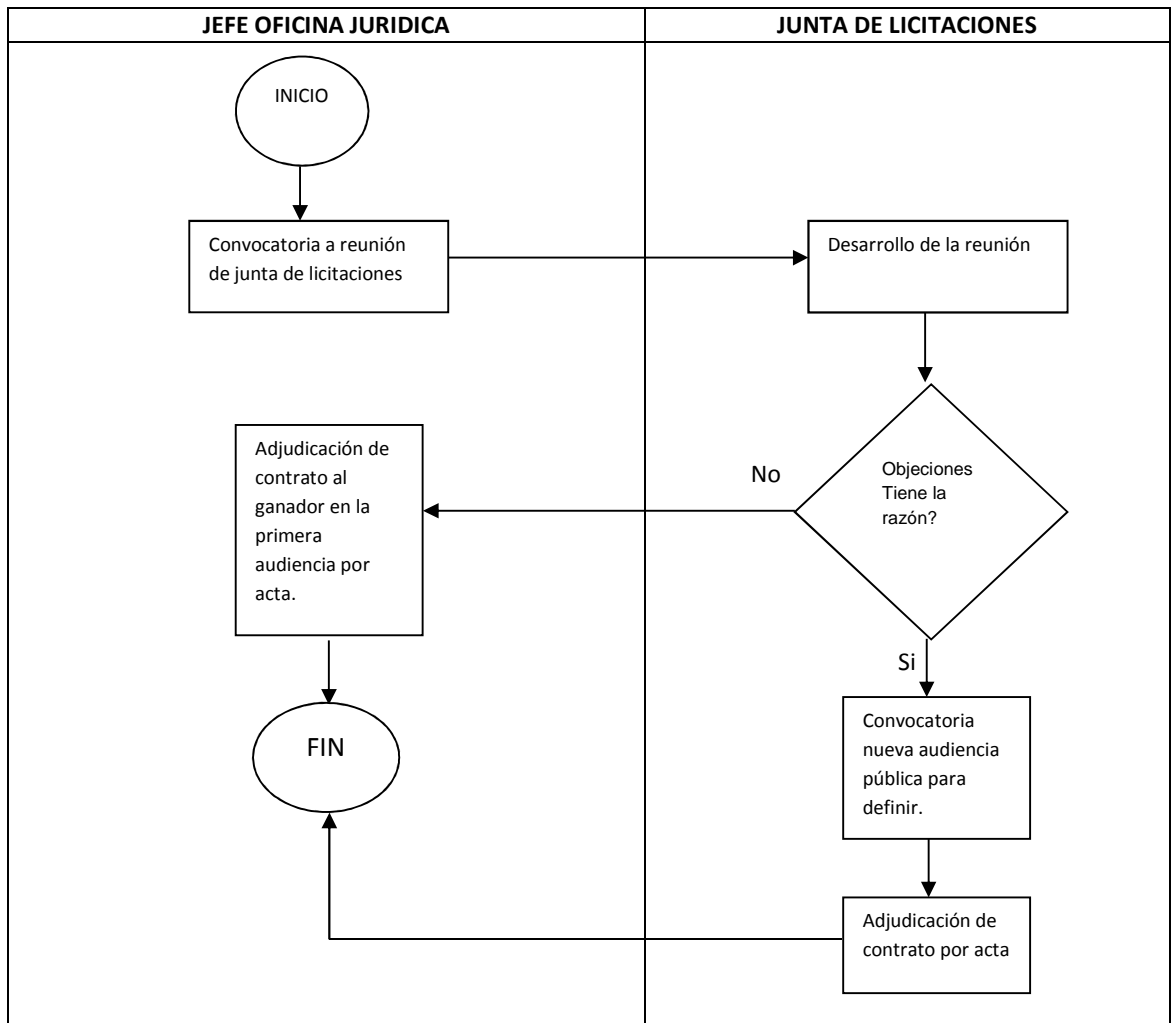 JEFE OFICINA JURIDICA
JUNTA DE LICITACIONES
INICIO
Convocatoria a reunión
de junta de licitaciones
Desarrollo de la reunión
Objeciones
Tiene la
razón?
No
Adjudicación de
contrato al
ganador en la
primera
audiencia por
acta.
Si
FIN
Convocatoria
nueva audiencia
pública para
definir.
Adjudicación de
contrato por acta